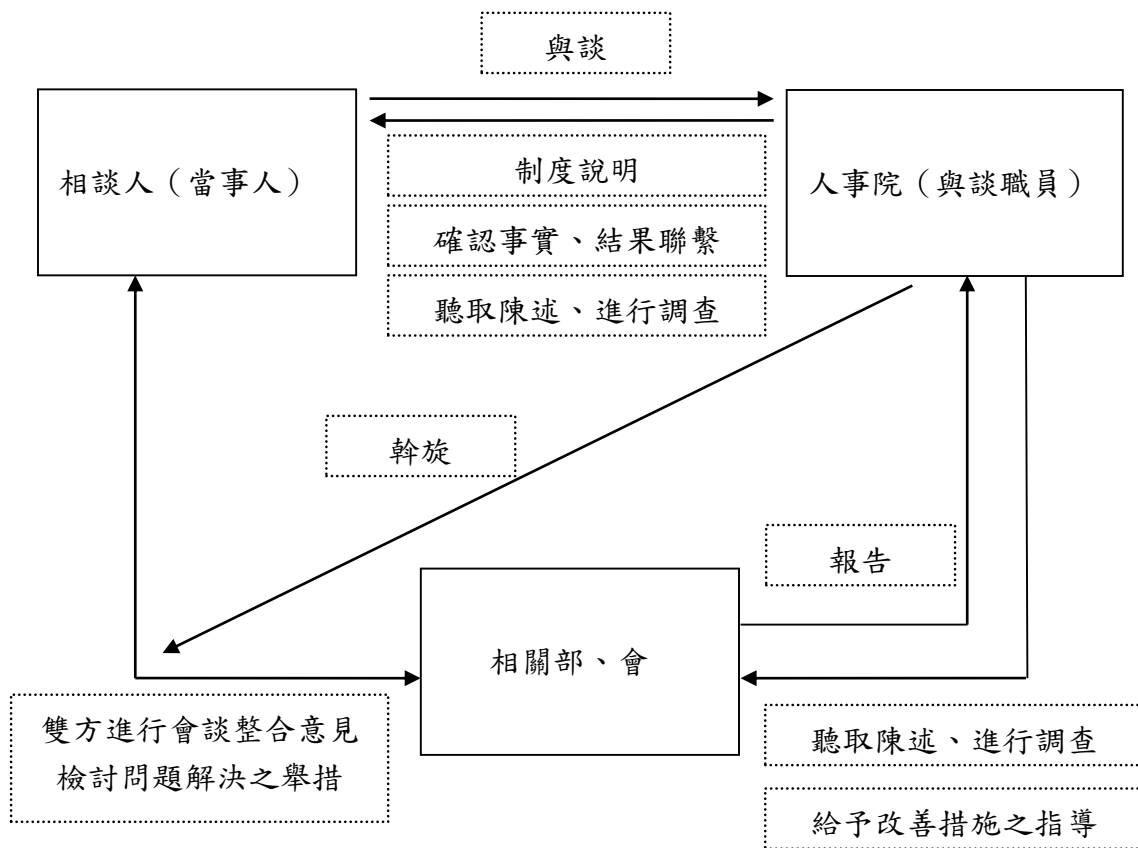 與談
相談人（當事人）
人事院（與談職員）
制度說明
確認事實、結果聯繫
聽取陳述、進行調查
斡旋
報告
相關部、會
雙方進行會談整合意見
檢討問題解決之舉措
聽取陳述、進行調查
給予改善措施之指導